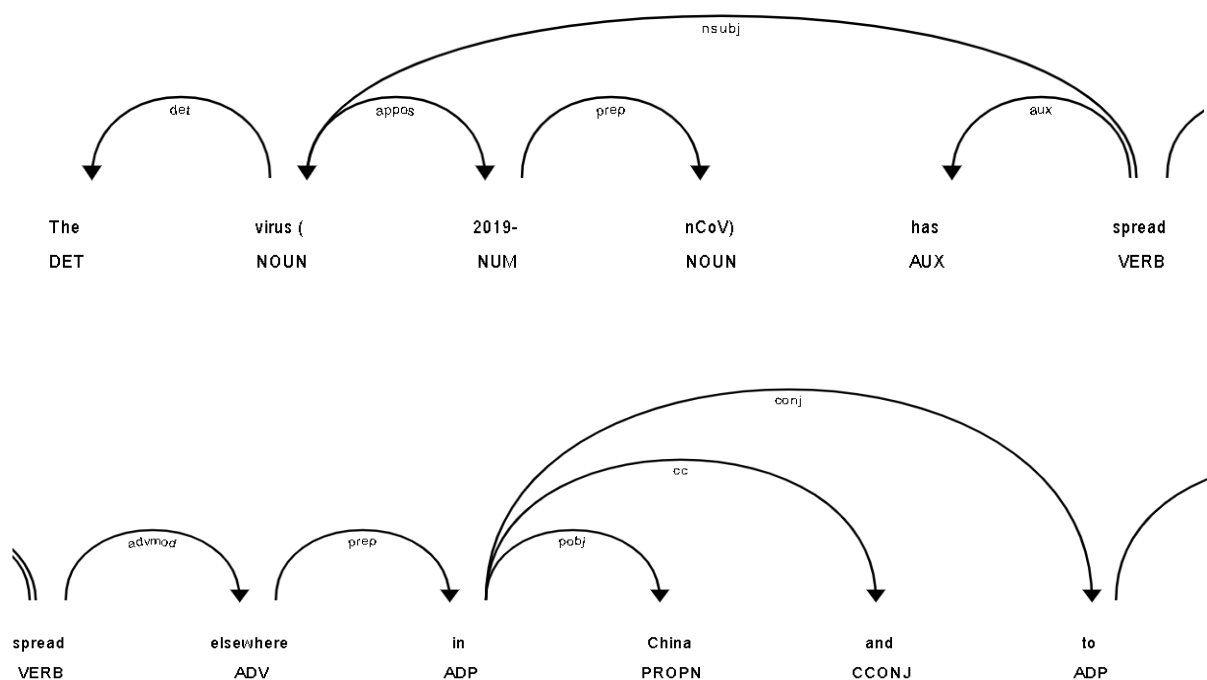 nsubj
det appos prep aux
The virus ( 2019- nCoV) has spread
DET NOUN NUM NOUN AUX VERB
conj
cc
advmod prep pobj
spread elsewhere in China and to
VERB ADV ADP PROPN CCONJ ADP